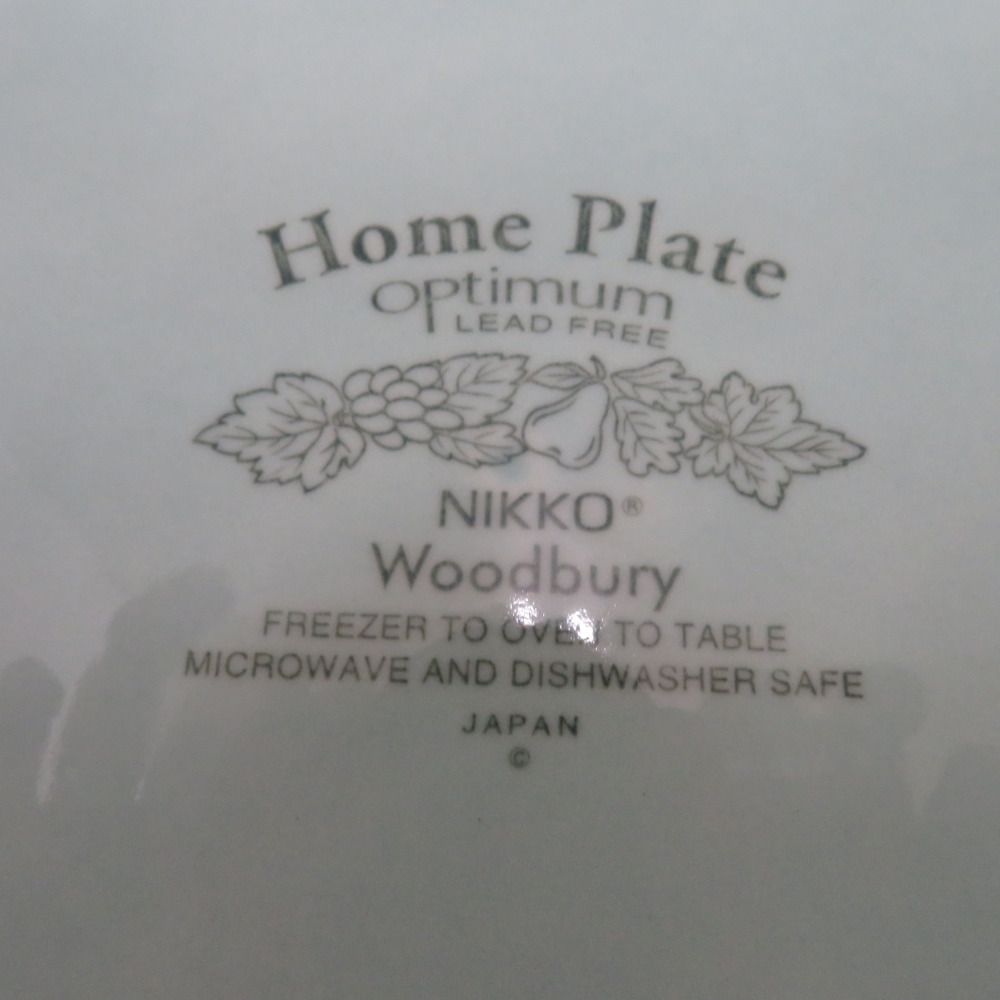 Home Plate
optimum
LEAD FREE
NIKKO®
Woodbury
FREEZER TO OVEN TO TABLE
MICROWAVE AND DISHWASHER SAFE
JAPAN
©